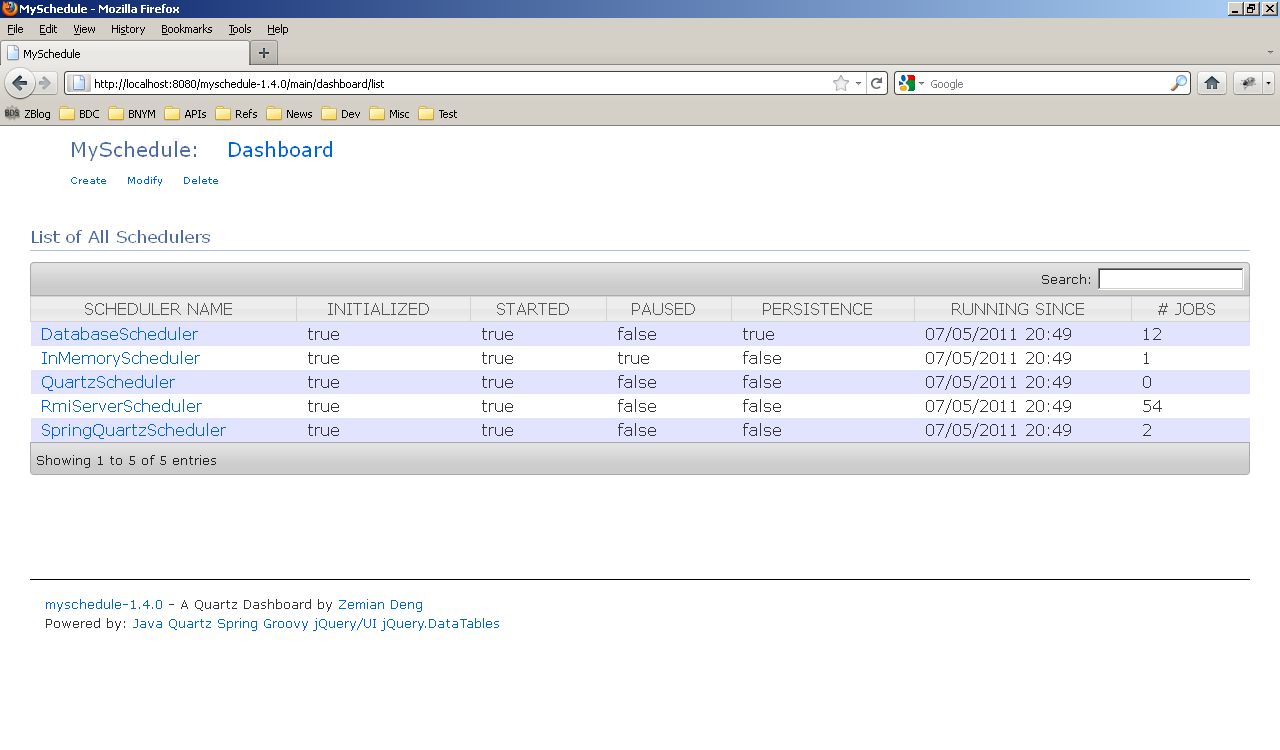 MySchedule - Mozilla Firefox
File Edit View History Bookmarks Tools Help
MySchedule
http://localhost:8080/myschedule-1.4.0/main/dashboard/list Google
BDS ZBlog BDC BNYM APIs Refs News Dev Misc Test
MySchedule: Dashboard
Create Modify Delete
List of All Schedulers
Search:
SCHEDULER NAME INITIALIZED STARTED PAUSED PERSISTENCE RUNNING SINCE # JOBS
DatabaseScheduler true true false true 07/05/2011 20:49 12
InMemoryScheduler true true true false 07/05/2011 20:49 1
QuartzScheduler true true false false 07/05/2011 20:49 0
RmiServerScheduler true true false false 07/05/2011 20:49 54
SpringQuartzScheduler true true false false 07/05/2011 20:49 2
Showing 1 to 5 of 5 entries
myschedule-1.4.0 - A Quartz Dashboard by Zemian Deng
Powered by: Java Quartz Spring Groovy jQuery/UI jQuery.DataTables